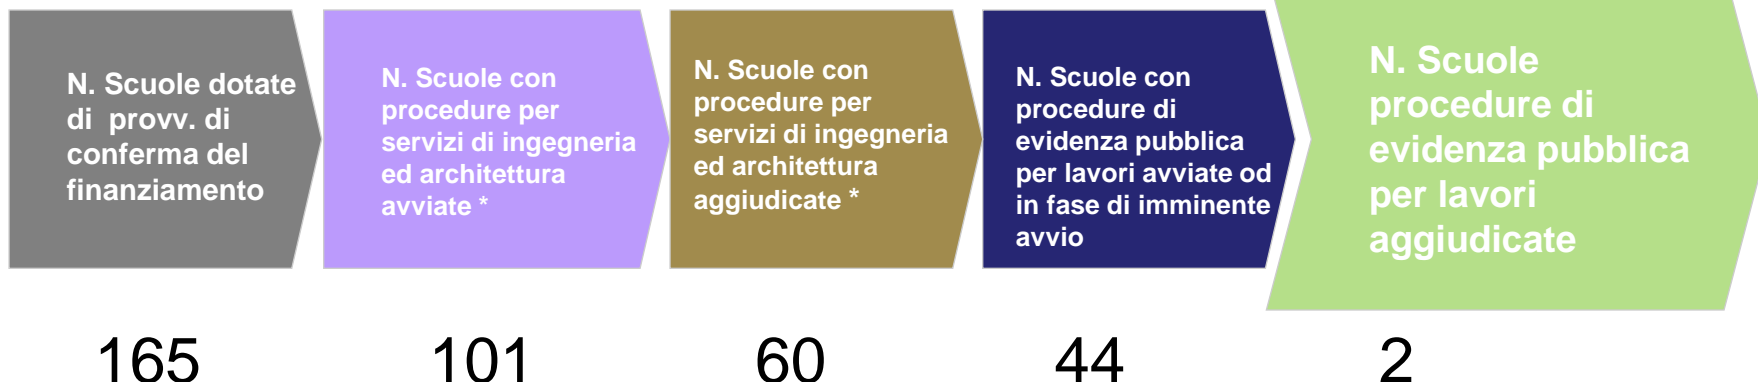 N. Scuole dotate
di provv. di
conferma del
finanziamento
N. Scuole con
procedure per
servizi di ingegneria
ed architettura
avviate *
N. Scuole con
procedure per
servizi di ingegneria
ed architettura
aggiudicate *
N. Scuole con
procedure di
evidenza pubblica
per lavori avviate od
in fase di imminente
avvio
N. Scuole
procedure di
evidenza pubblica
per lavori
aggiudicate
165
101
60
44
2